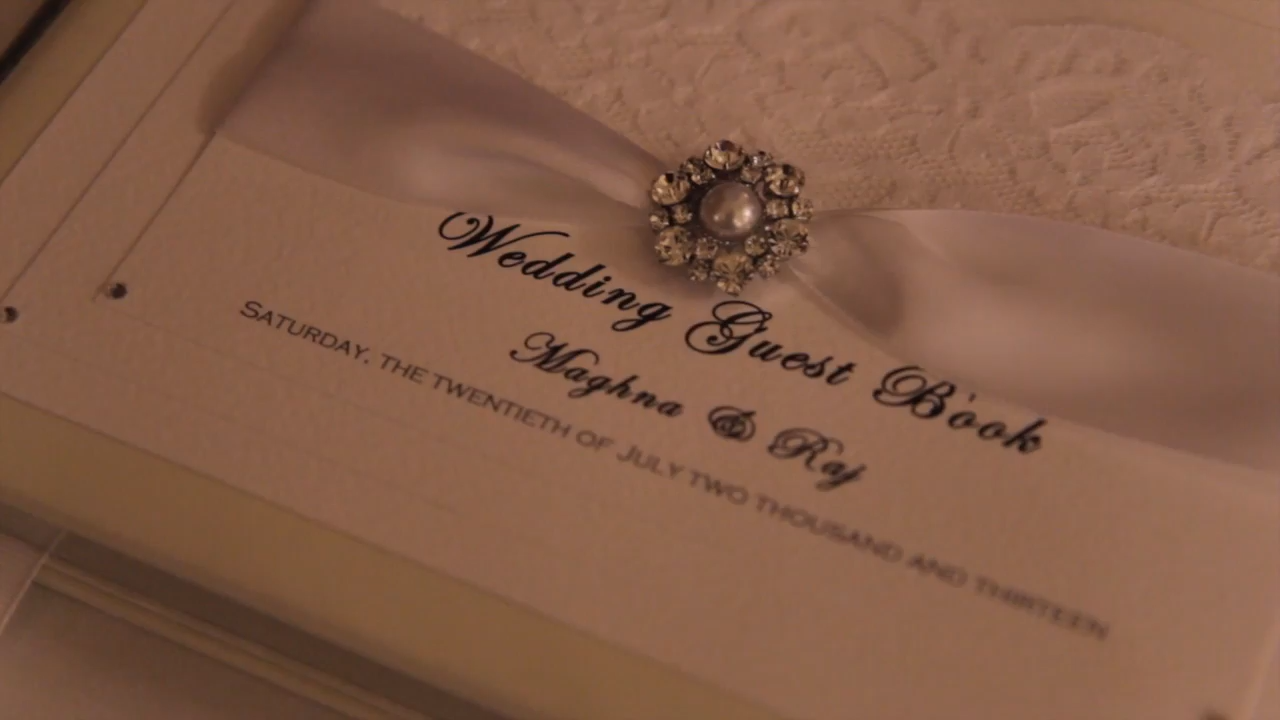 Wedding Guest Book
Maghna & Raj
SATURDAY, THE TWENTIETH OF JULY TWO THOUSAND AND THIRTEEN